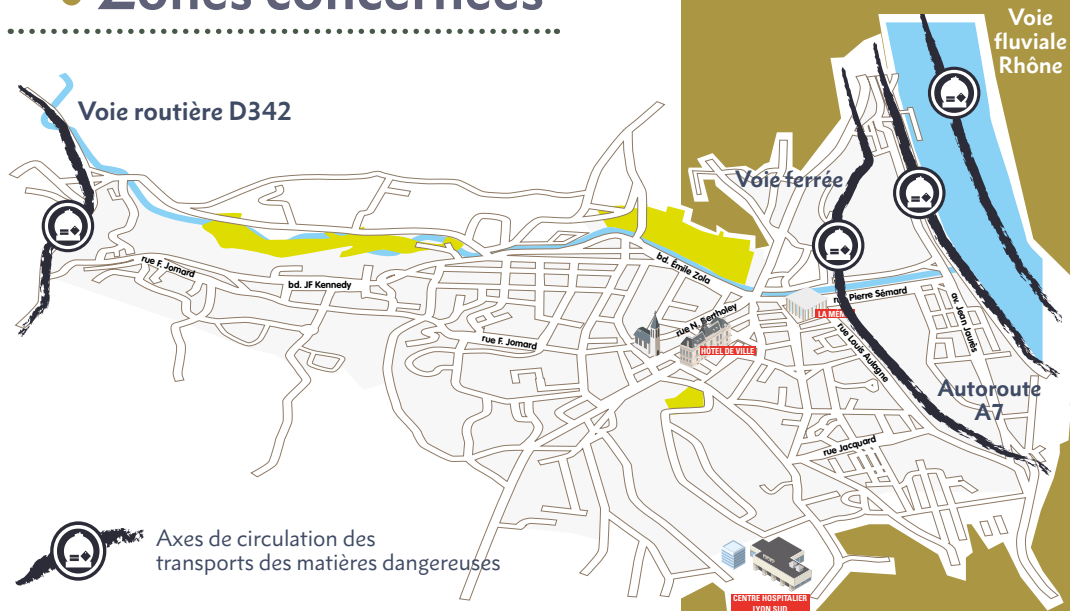 • Zones concernées
Voie
fluviale
Rhône
Voie routière D342
Voie ferrée
rue F. Jomard
bd. JF Kennedy
bd. Émile Zola
rue Pierre Sémard
LA MÉM
rue N. Bertholey
HÔTEL DE VILLE
rue F. Jomard
rue Louis Aulagne
av. Jean Jaurès
Autoroute
A7
rue Jacquard
Axes de circulation des
transports des matières dangereuses
CENTRE HOSPITALIER
LYON SUD